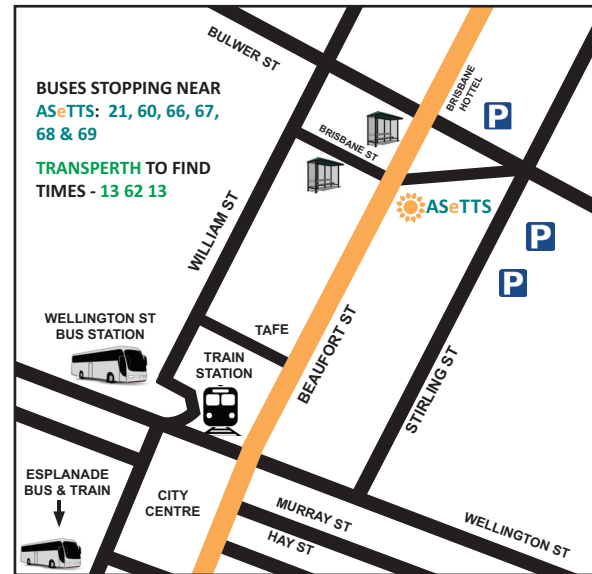 BULWER ST
BUSES STOPPING NEAR
ASeTTS: 21, 60, 66, 67,
68 & 69
TRANSPERTH TO FIND
TIMES - 13 62 13
BRISBANE
HOTTEL
P
BRISBANE ST
ASeTTS
WILLIAM ST
P
P
WELLINGTON ST
BUS STATION
TAFE
TRAIN
STATION
BEAUFORT ST
STIRLING ST
ESPLANADE
BUS & TRAIN
CITY
CENTRE
MURRAY ST
HAY ST
WELLINGTON ST